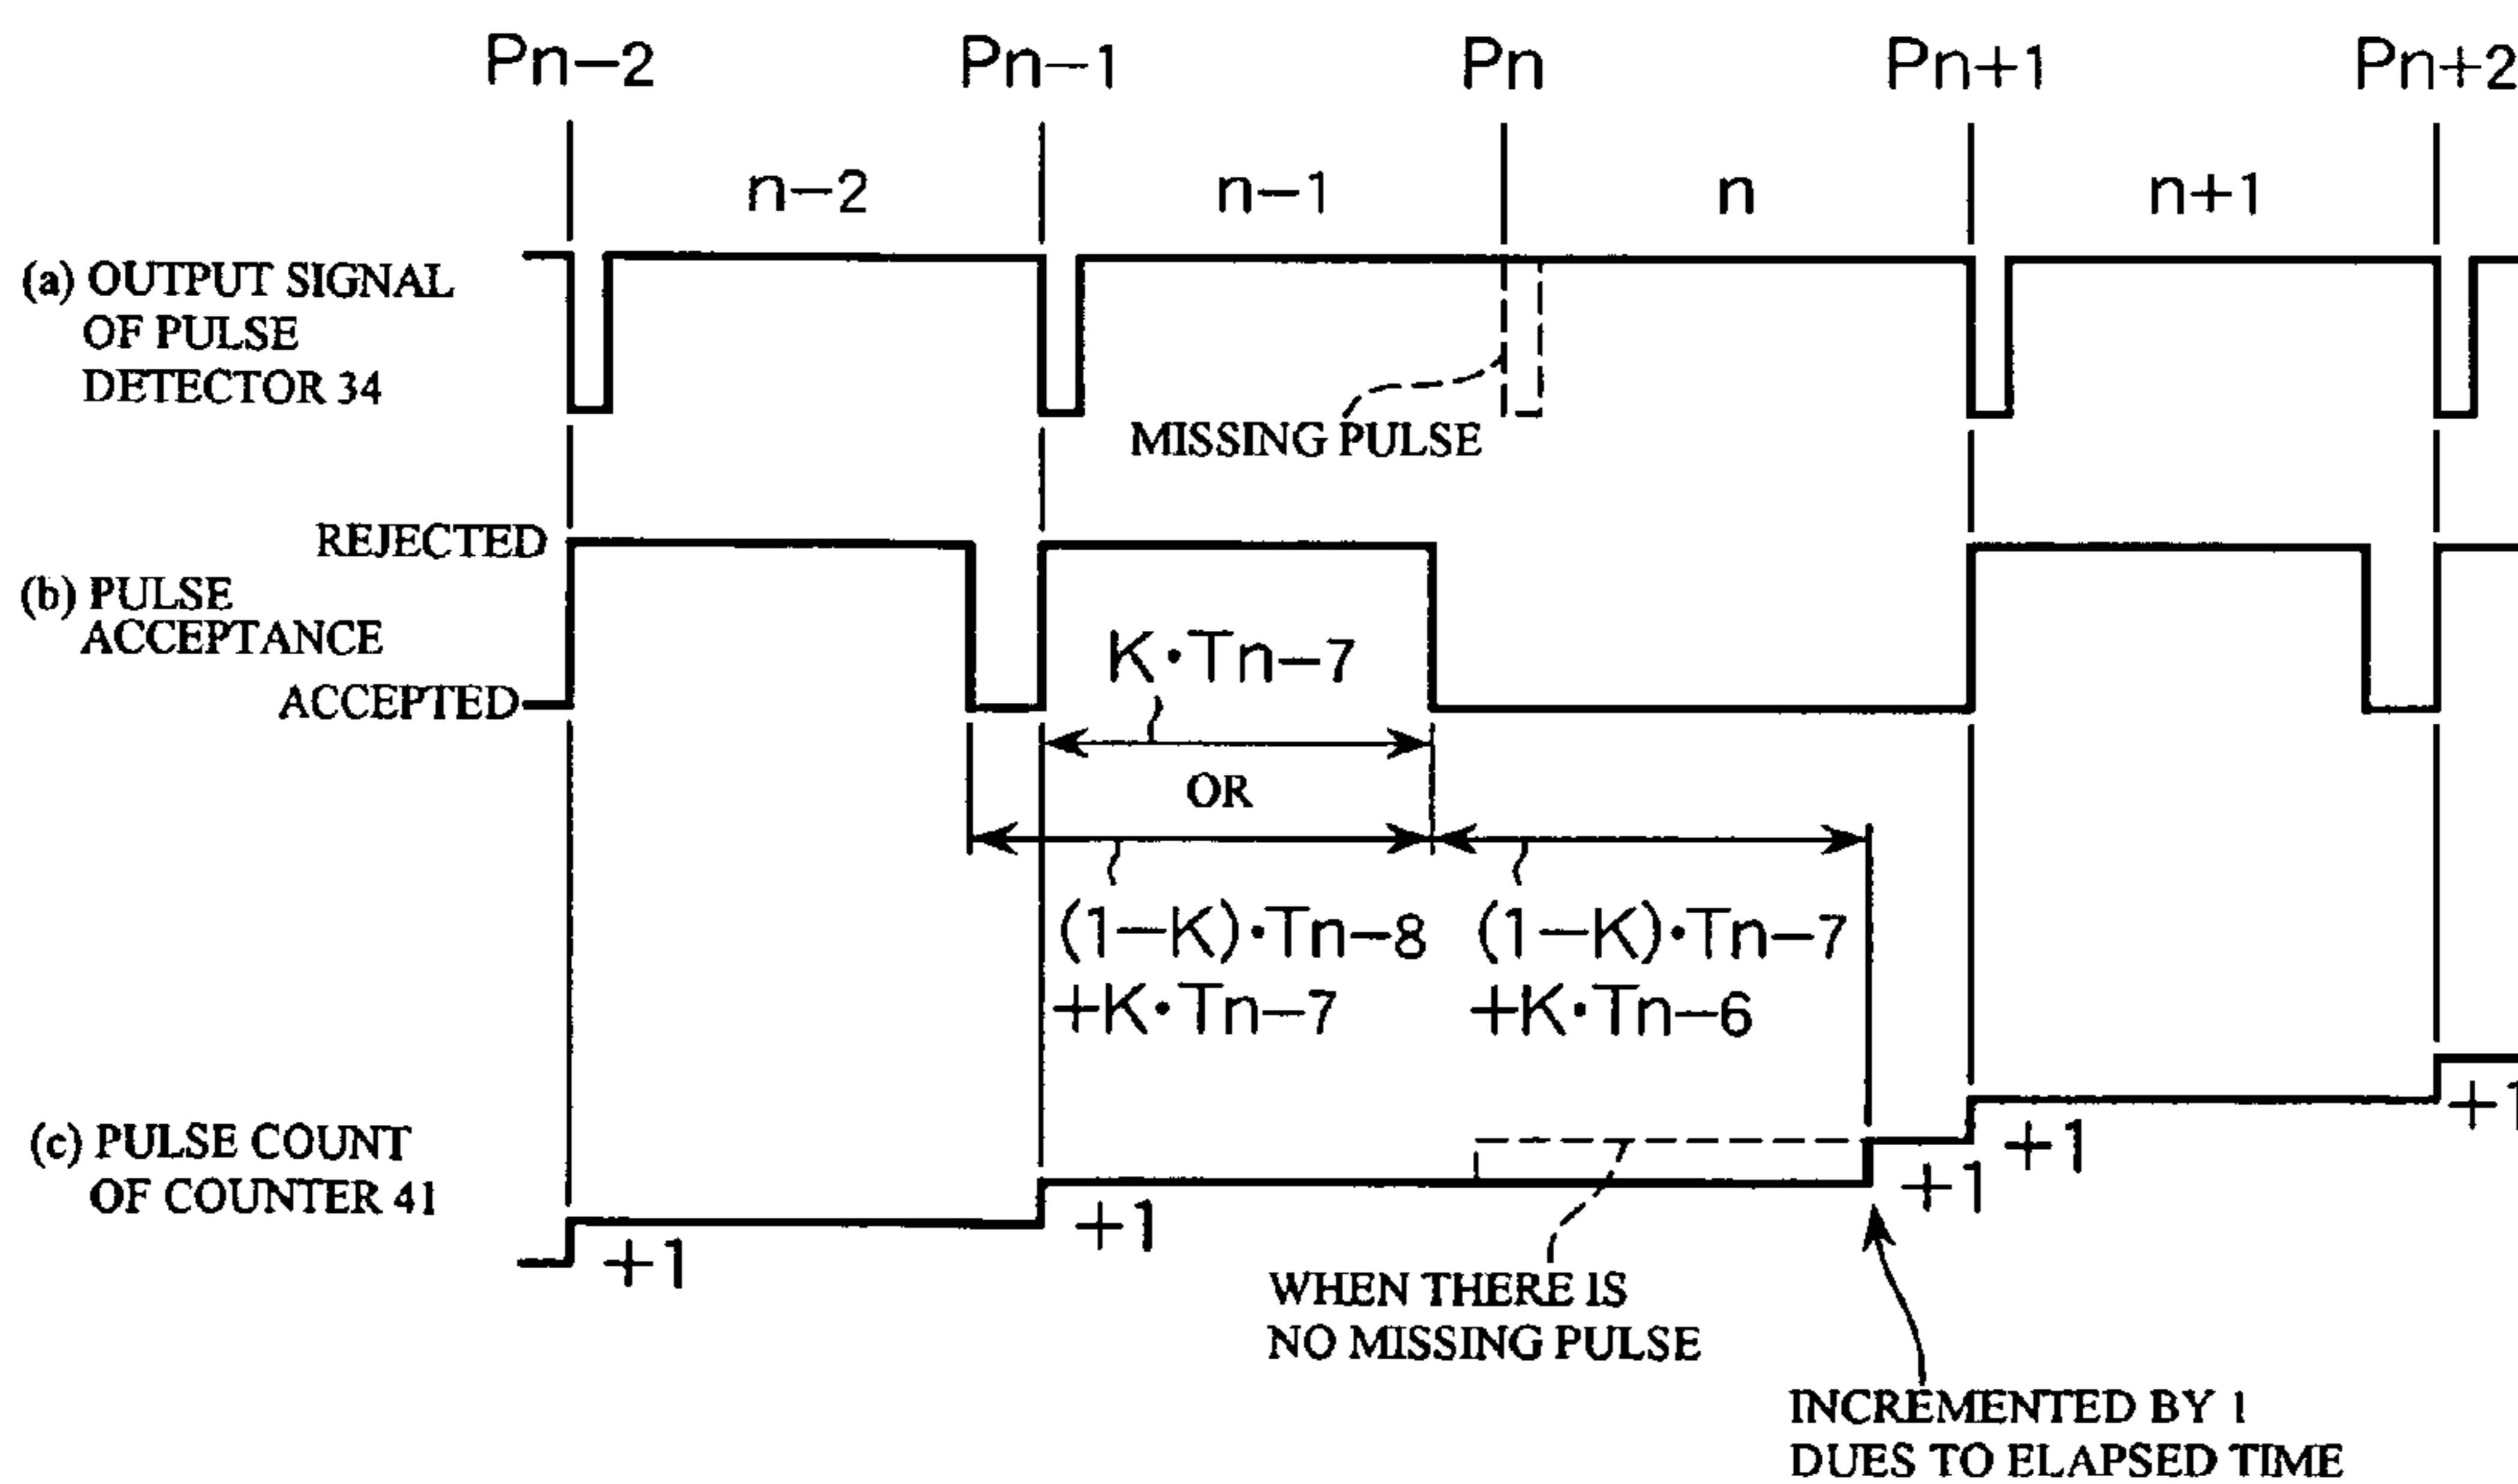 Pn-2 Pn-1 Pn Pn+1 Pn+2
n-2 n-1 n n+1
(a) OUTPUT SIGNAL
OF PULSE
DETECTOR 34
MISSING PULSE
REJECTED
(b) PULSE
ACCEPTANCE
ACCEPTED
K·Tn-7
OR
(1-K)·Tn-8
+K·Tn-7
(1-K)·Tn-7
+K·Tn-6
(c) PULSE COUNT
OF COUNTER 41
+1
+1
+1
+1
+1
WHEN THERE IS
NO MISSING PULSE
INCREMENTED BY 1
DUES TO ELAPSED TIME